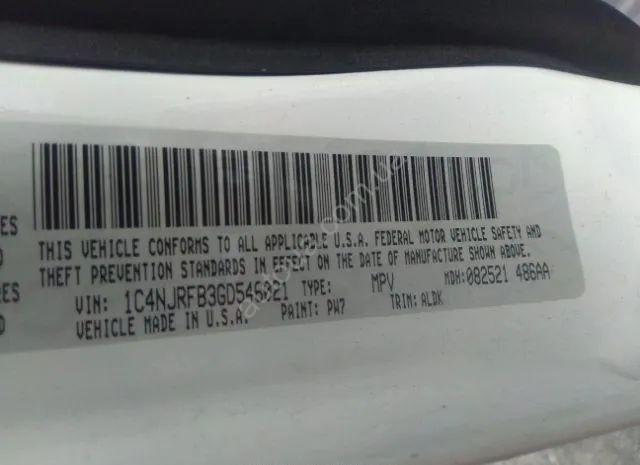 RES
THIS VEHICLE CONFORMS TO ALL APPLICABLE U.S.A. FEDERAL MOTOR VEHICLE SAFETY AND
THEFT PREVENTION STANDARDS IN EFFECT ON THE DATE OF MANUFACTURE SHOWN ABOVE.
VIN: 1C4NJRFB3GD546821 TYPE: MPV MDH: 082521 486AA
VEHICLE MADE IN U.S.A. PAINT: PW7 TRIM: ALDK